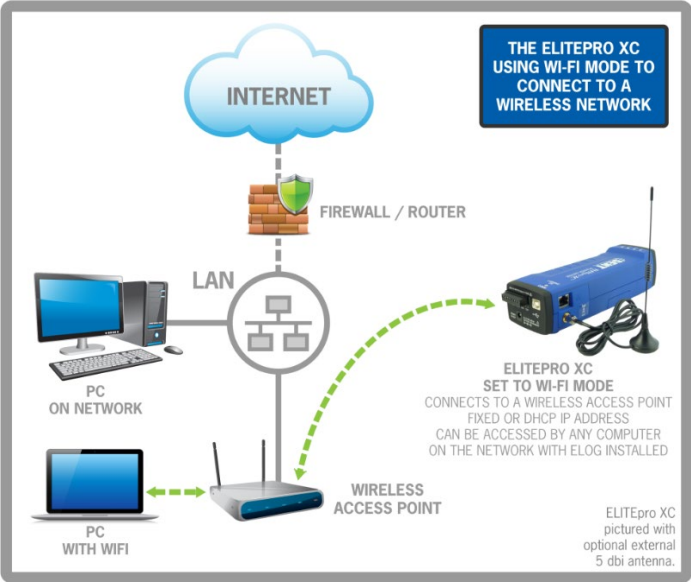 THE ELITEPRO XC
USING WI-FI MODE TO
CONNECT TO A
WIRELESS NETWORK
INTERNET
FIREWALL / ROUTER
LAN
PC
ON NETWORK
ELITEPRO XC
SET TO WI-FI MODE
CONNECTS TO A WIRELESS ACCESS POINT
FIXED OR DHCP IP ADDRESS
CAN BE ACCESSED BY ANY COMPUTER
ON THE NETWORK WITH ELOG INSTALLED
WIRELESS
ACCESS POINT
PC
WITH WIFI
ELITEpro XC
pictured with
optional external
5 dbi antenna.